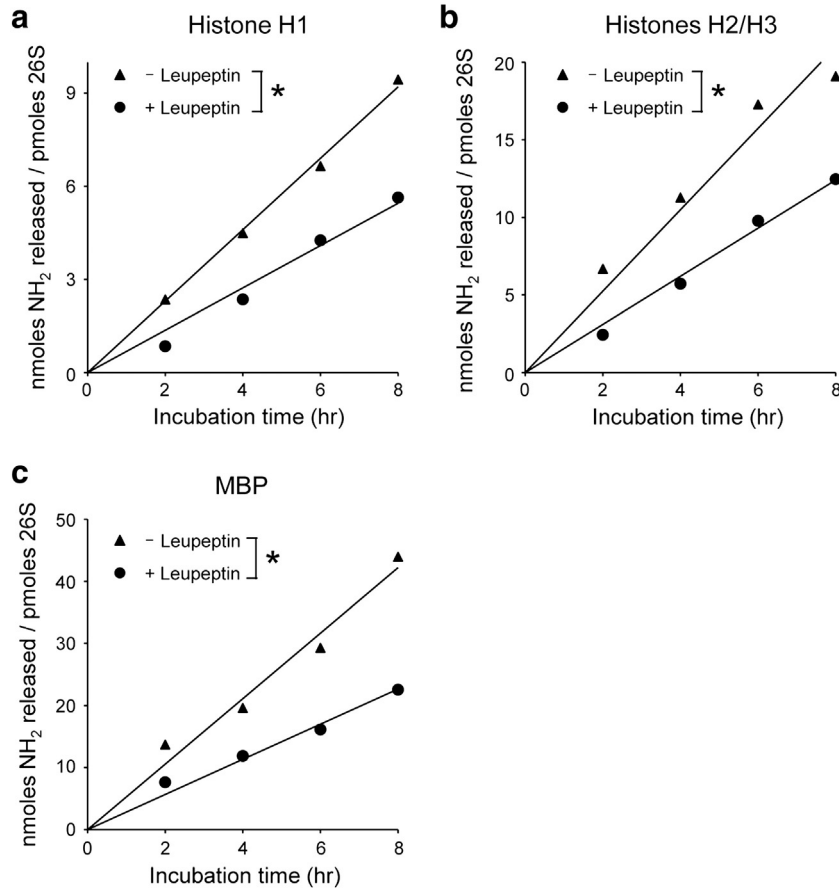 a
Histone H1
nmoles NH2 released / pmoles 26S
9
6
3
0
– Leupeptin
+ Leupeptin
*
0 2 4 6 8
Incubation time (hr)
b
Histones H2/H3
nmoles NH2 released / pmoles 26S
20
15
10
5
0
- Leupeptin
+ Leupeptin
*
0 2 4 6 8
Incubation time (hr)
c
MBP
nmoles NH2 released / pmoles 26S
50
40
30
20
10
0
– Leupeptin
+ Leupeptin
*
0 2 4 6 8
Incubation time (hr)